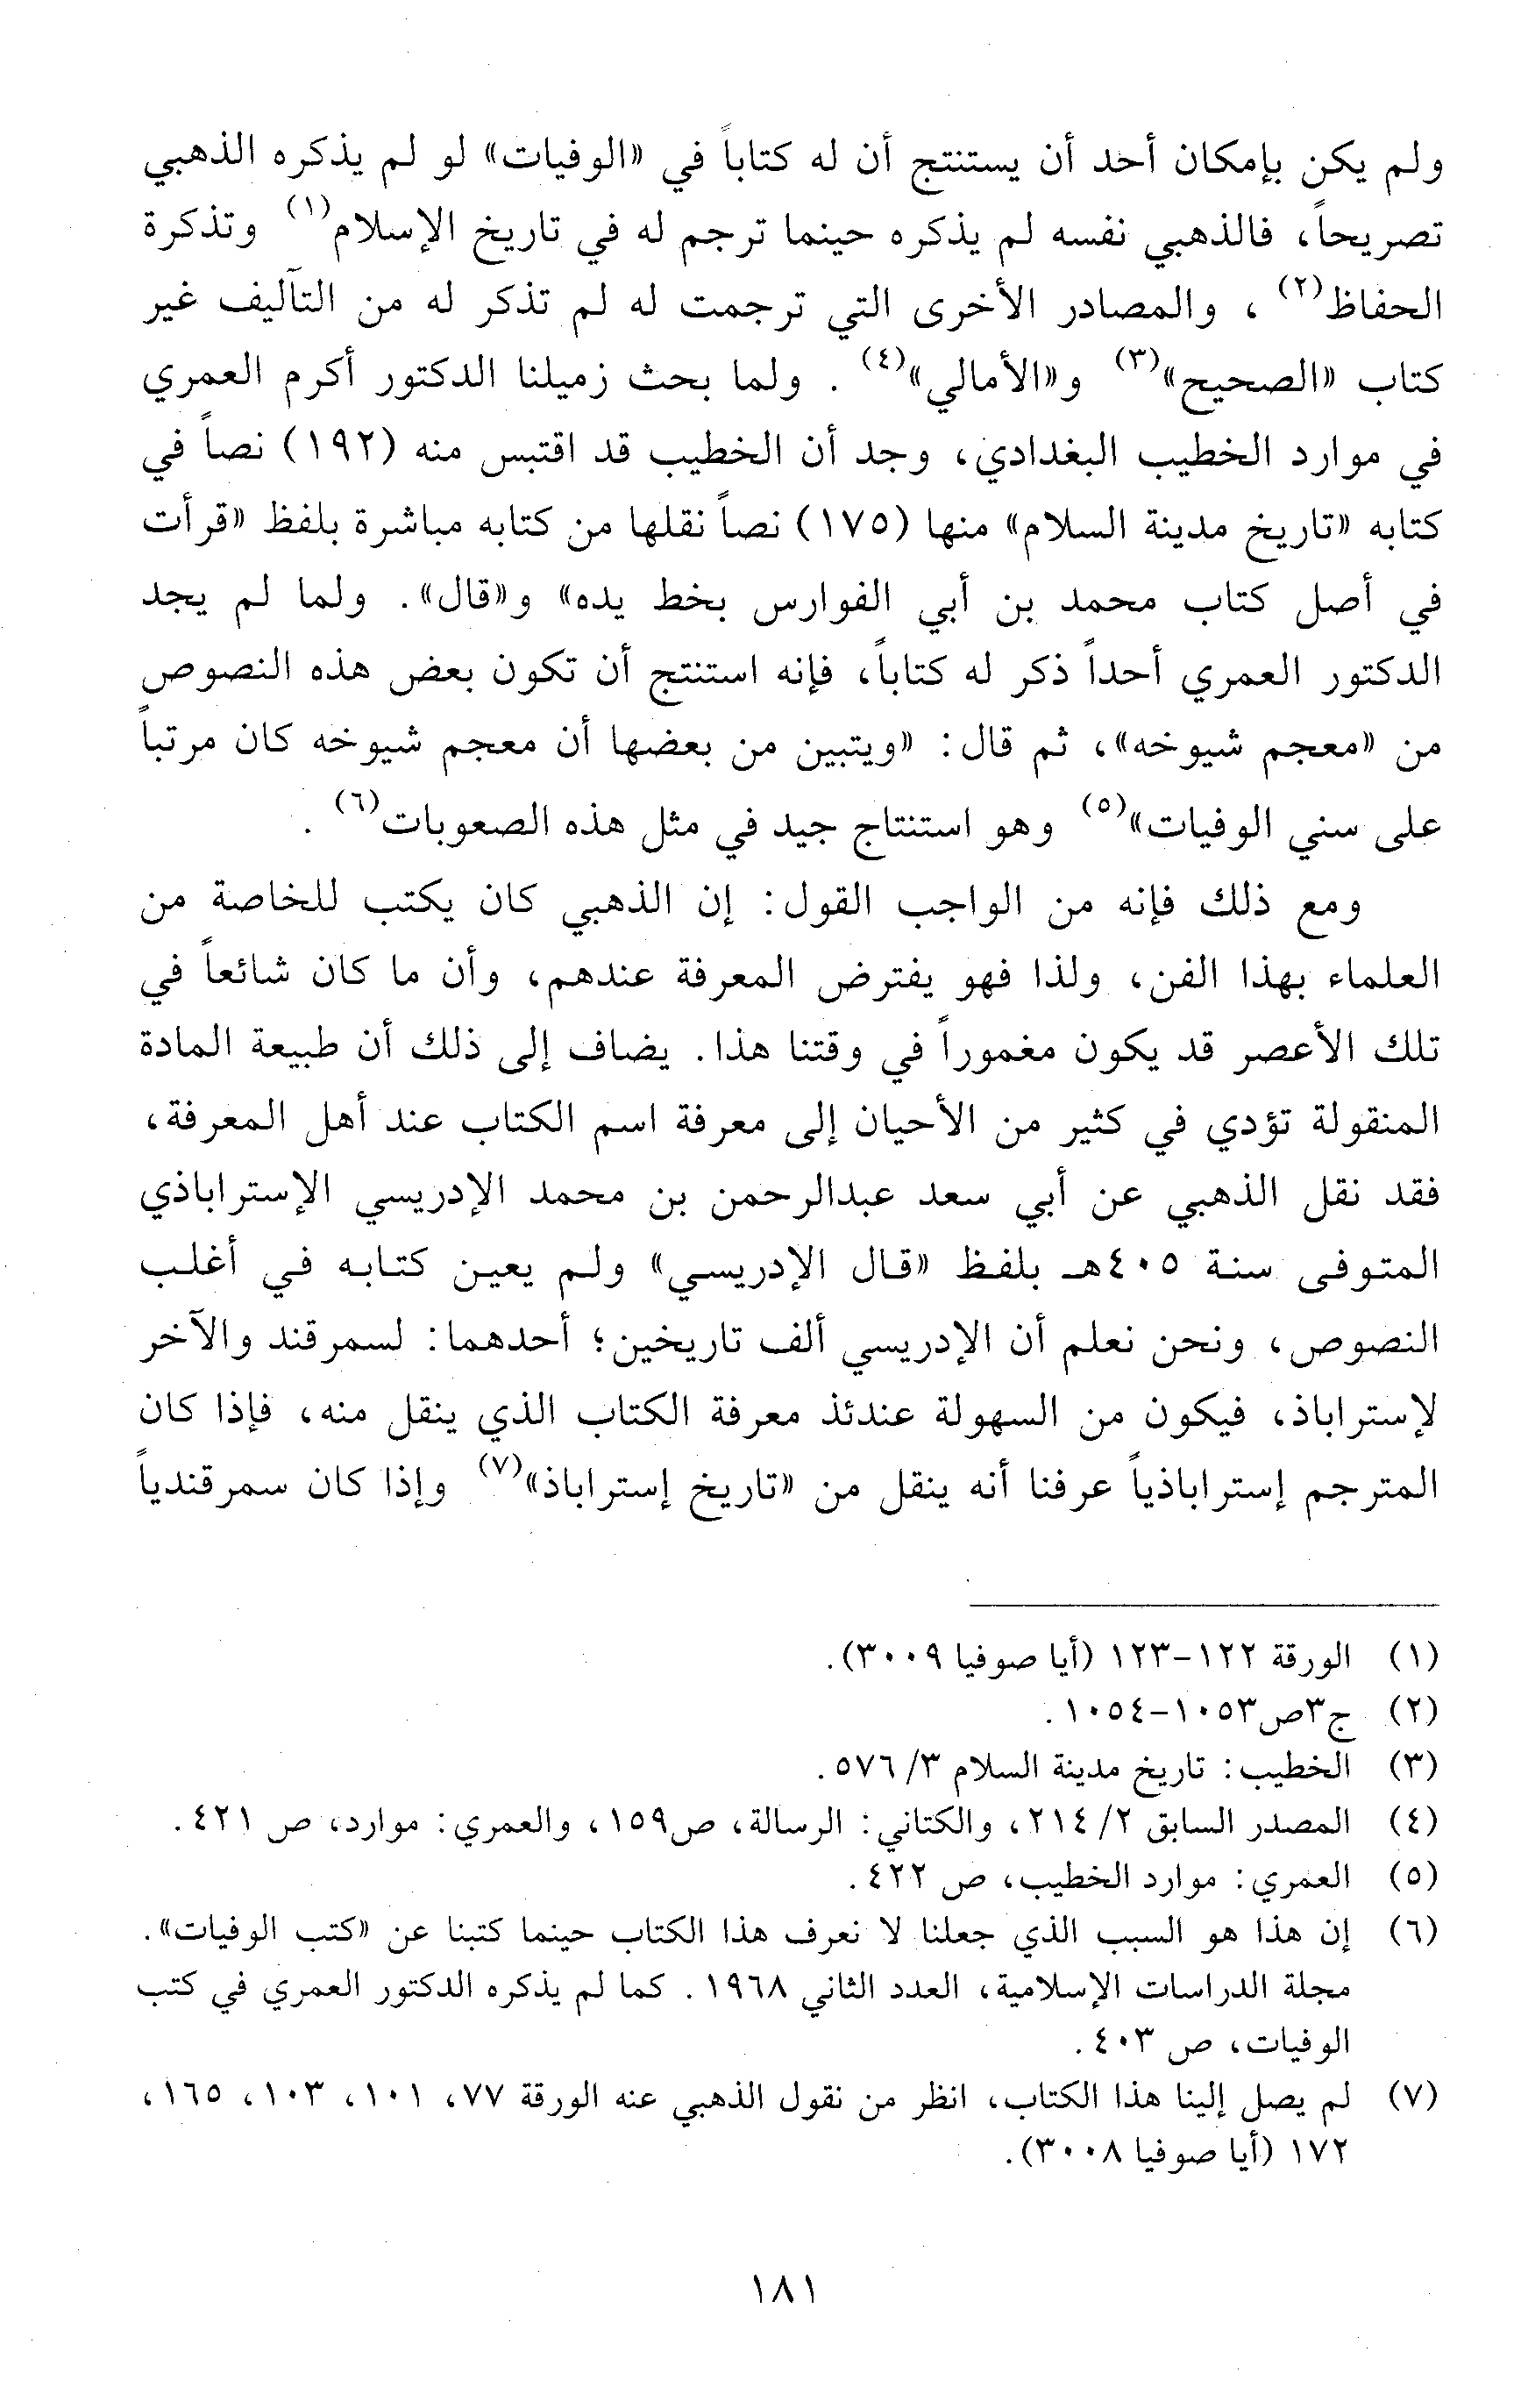 ولم يكن بإمكان أحد أن يستنتج أن له كتاباً في «الوفيات» لو لم يذكره الذهبي
تصريحاً، فالذهبي نفسه لم يذكره حينما ترجم له في تاريخ الإسلام(١) وتذكرة
الحفاظ(٢) ، والمصادر الأخرى التي ترجمت له لم تذكر له من التآليف غير
كتاب «الصحيح»(٣) و«الأمالي»(٤) . ولما بحث زميلنا الدكتور أكرم العمري
في موارد الخطيب البغدادي، وجد أن الخطيب قد اقتبس منه (١٩٢) نصاً في
كتابه «تاريخ مدينة السلام» منها (١٧٥) نصاً نقلها من كتابه مباشرة بلفظ «قرأت
في أصل كتاب محمد بن أبي الفوارس بخط يده» و«قال». ولما لم يجد
الدكتور العمري أحداً ذكر له كتاباً، فإنه استنتج أن تكون بعض هذه النصوص
من «معجم شيوخه»، ثم قال: «ويتبين من بعضها أن معجم شيوخه كان مرتباً
على سني الوفيات»(٥) وهو استنتاج جيد في مثل هذه الصعوبات(٦) .
ومع ذلك فإنه من الواجب القول: إن الذهبي كان يكتب للخاصة من
العلماء بهذا الفن، ولذا فهو يفترض المعرفة عندهم، وأن ما كان شائعاً في
تلك الأعصر قد يكون مغموراً في وقتنا هذا. يضاف إلى ذلك أن طبيعة المادة
المنقولة تؤدي في كثير من الأحيان إلى معرفة اسم الكتاب عند أهل المعرفة،
فقد نقل الذهبي عن أبي سعد عبدالرحمن بن محمد الإدريسي الإستراباذي
المتوفى سنة ٤٠٥هـ بلفظ «قال الإدريسي» ولم يعين كتابه في أغلب
النصوص، ونحن نعلم أن الإدريسي ألف تاريخين؛ أحدهما: لسمرقند والآخر
لإستراباذ، فيكون من السهولة عندئذ معرفة الكتاب الذي ينقل منه، فإذا كان
المترجم إستراباذياً عرفنا أنه ينقل من «تاريخ إستراباذ»(٧) وإذا كان سمرقندياً
(١) الورقة ١٢٢-١٢٣ (أيا صوفيا ٣٠٠٩).
(٢) ج٣ص١٠٥٣-١٠٥٤ .
(٣) الخطيب: تاريخ مدينة السلام ٣/ ٥٧٦ .
(٤) المصدر السابق ٢/ ٢١٤، والكتاني: الرسالة، ص١٥٩، والعمري: موارد، ص ٤٢١ .
(٥) العمري: موارد الخطيب، ص ٤٢٢ .
(٦) إن هذا هو السبب الذي جعلنا لا نعرف هذا الكتاب حينما كتبنا عن «كتب الوفيات».
مجلة الدراسات الإسلامية، العدد الثاني ١٩٦٨ . كما لم يذكره الدكتور العمري في كتب
الوفيات، ص ٤٠٣ .
(٧) لم يصل إلينا هذا الكتاب، انظر من نقول الذهبي عنه الورقة ٧٧، ١٠١، ١٠٣، ١٦٥،
١٧٢ (أيا صوفيا ٣٠٠٨).
١٨١